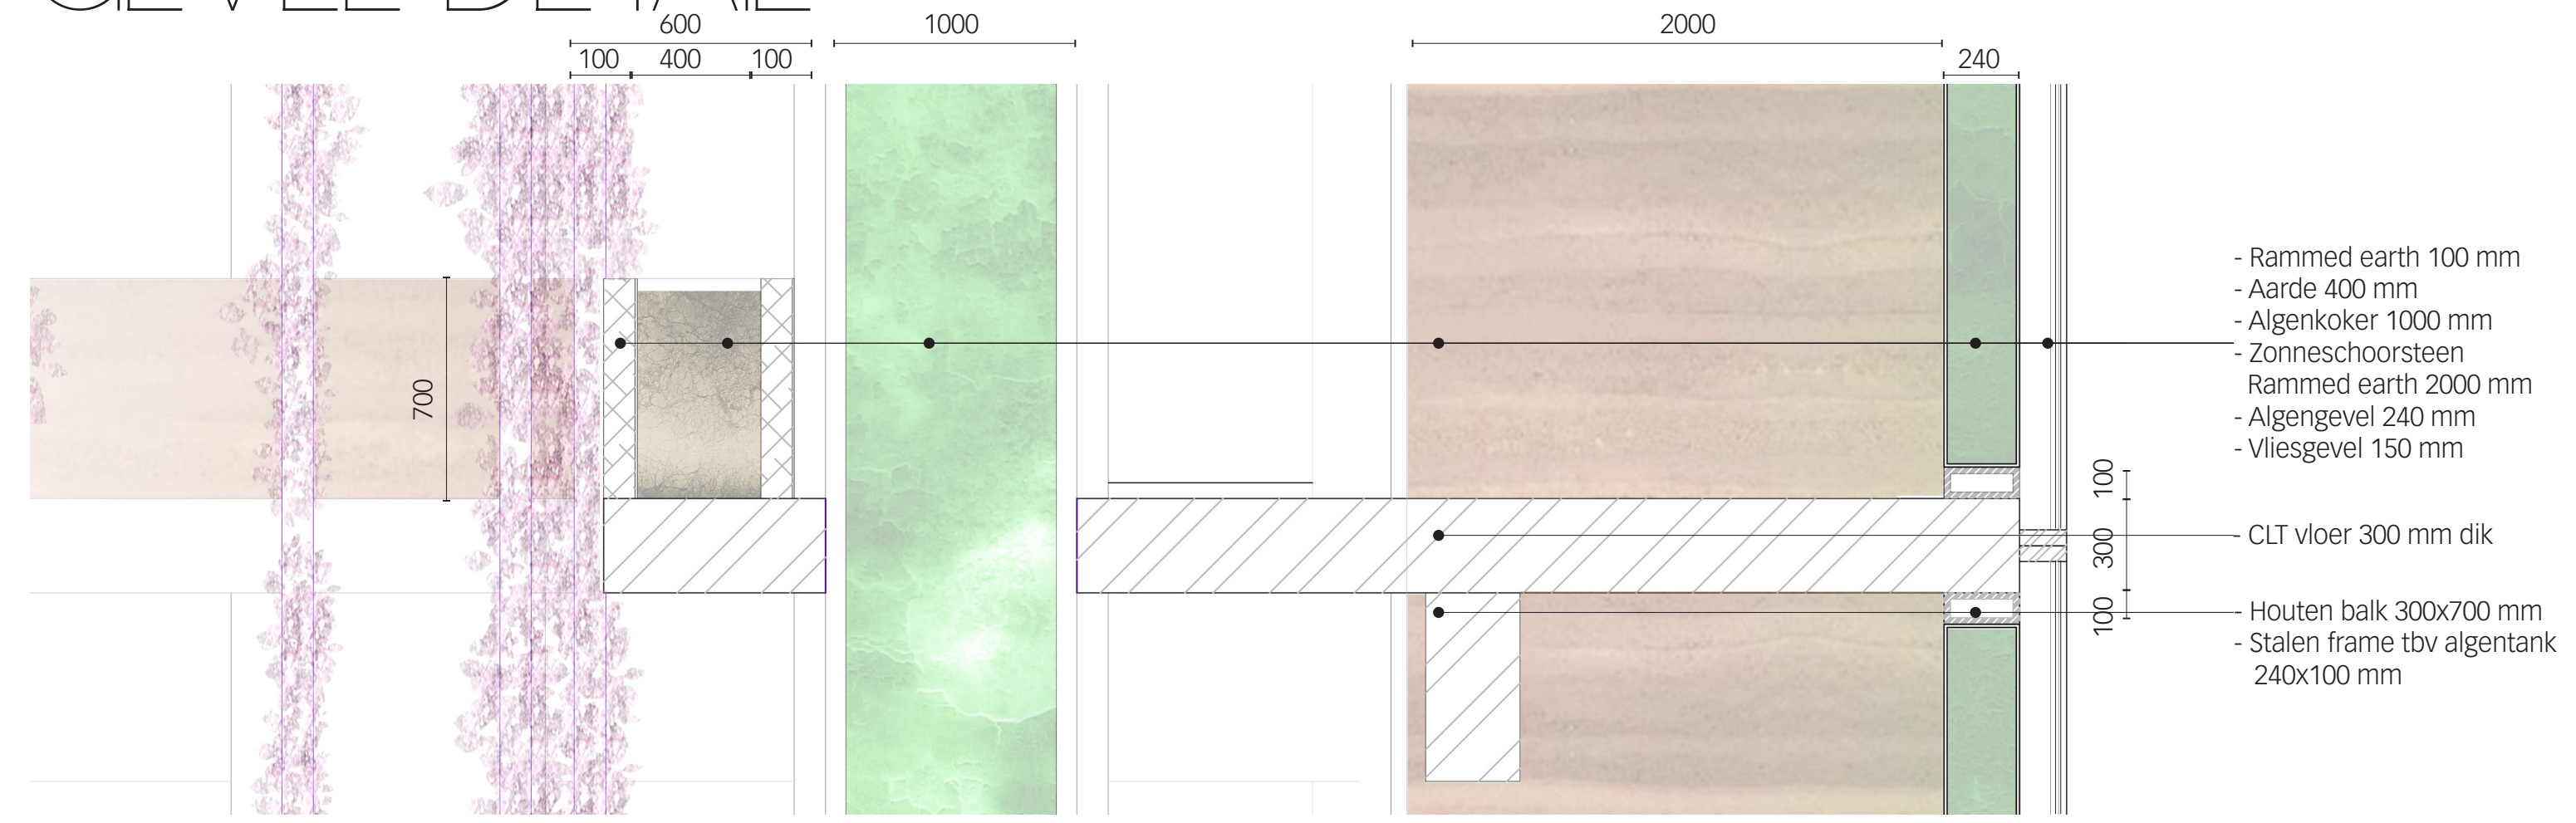 GEVEL DETAIL
600
1000
2000
100
400
100
240
700
- Rammed earth 100 mm
- Aarde 400 mm
- Algenkoker 1000 mm
- Zonneschoorsteen
Rammed earth 2000 mm
- Algengevel 240 mm
- Vliesgevel 150 mm
100
300
100
- CLT vloer 300 mm dik
- Houten balk 300x700 mm
- Stalen frame tbv algentank
240x100 mm